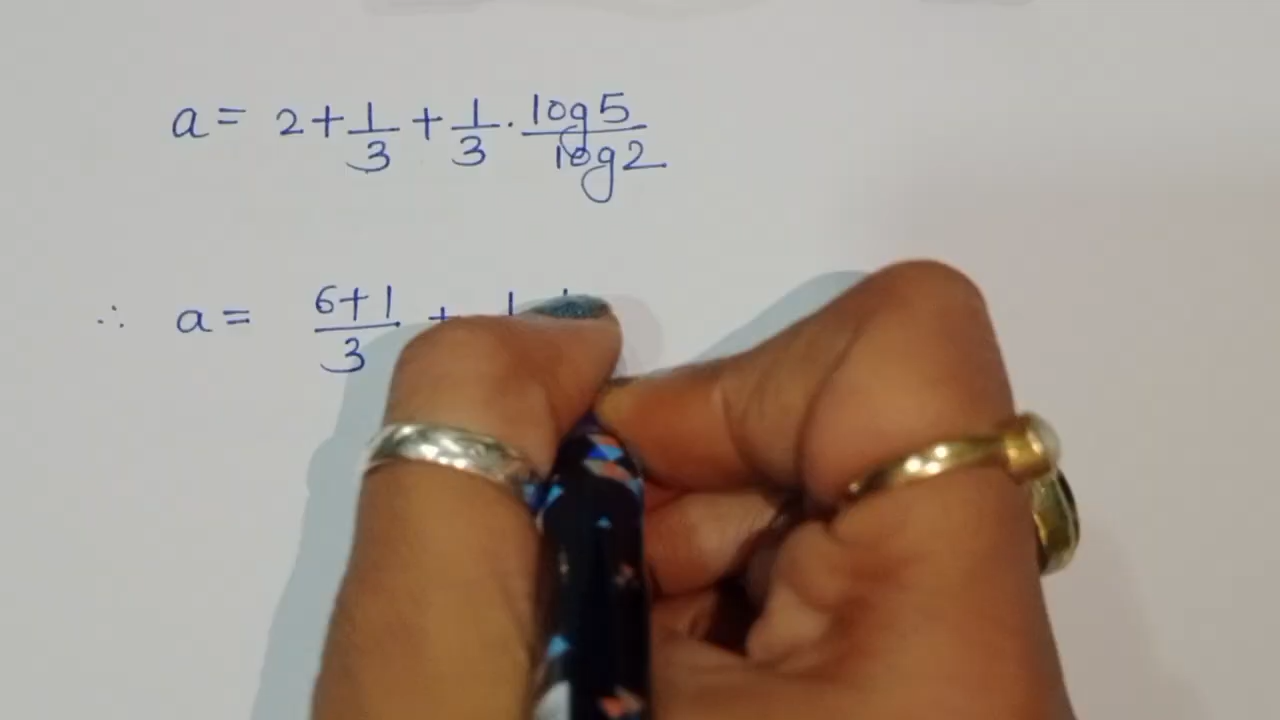 a = 2 + 1/3 + 1/3 · log5/log2
∴ a = 6+1/3 +